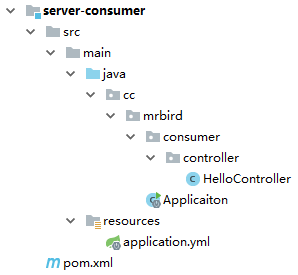 server-consumer
src
main
java
cc
mrbird
consumer
controller
HelloController
Applicaiton
resources
application.yml
pom.xml